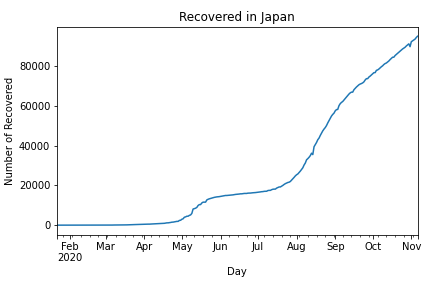 Recovered in Japan
Number of Recovered
80000
60000
40000
20000
0
Feb Mar Apr May Jun Jul Aug Sep Oct Nov
2020
Day